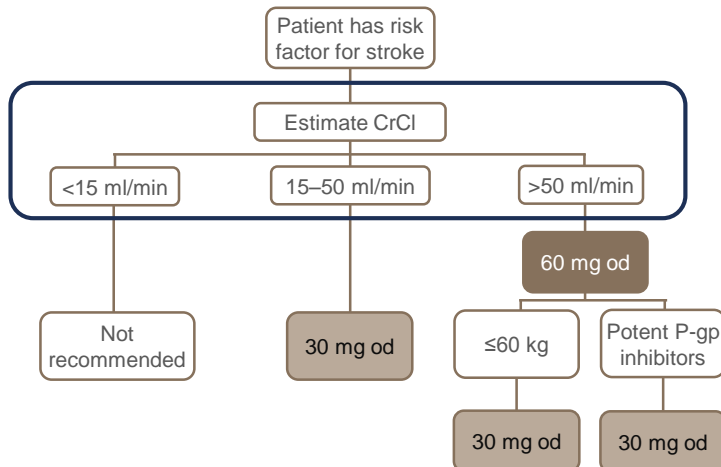 Patient has risk
factor for stroke
Estimate CrCl
<15 ml/min
15–50 ml/min
>50 ml/min
60 mg od
Not
recommended
30 mg od
≤60 kg
Potent P-gp
inhibitors
30 mg od
30 mg od